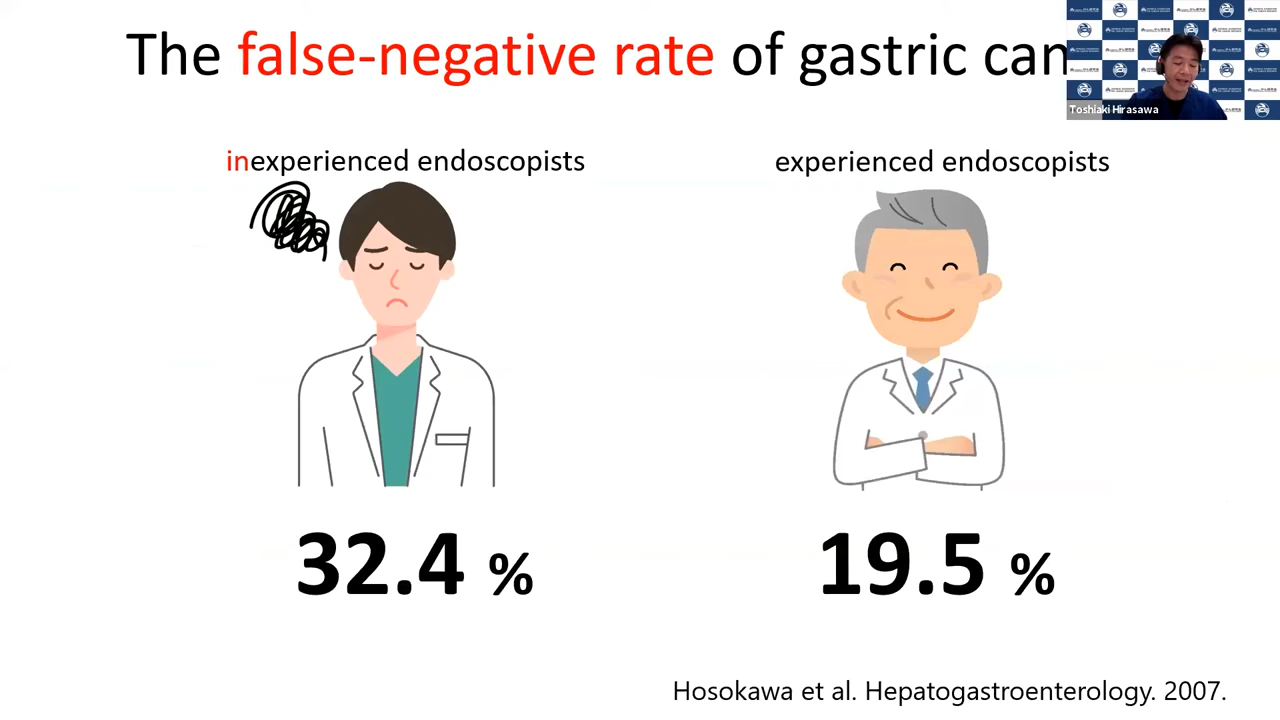 The false-negative rate of gastric can
Toshiaki Hirasawa
inexperienced endoscopists
experienced endoscopists
32.4 %
19.5 %
Hosokawa et al. Hepatogastroenterology. 2007.